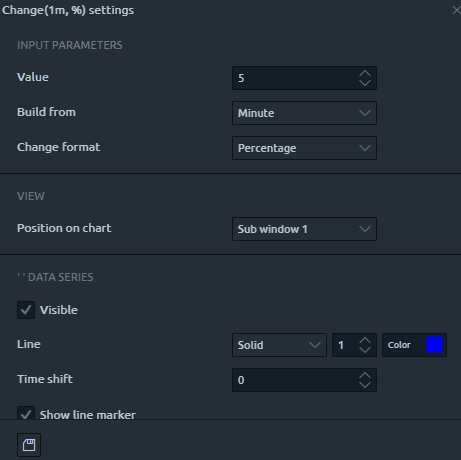 Change(1m, %) settings
INPUT PARAMETERS
Value 5
Build from Minute
Change format Percentage
VIEW
Position on chart Sub window 1
' ' DATA SERIES
Visible
Line Solid 1 Color
Time shift 0
Show line marker